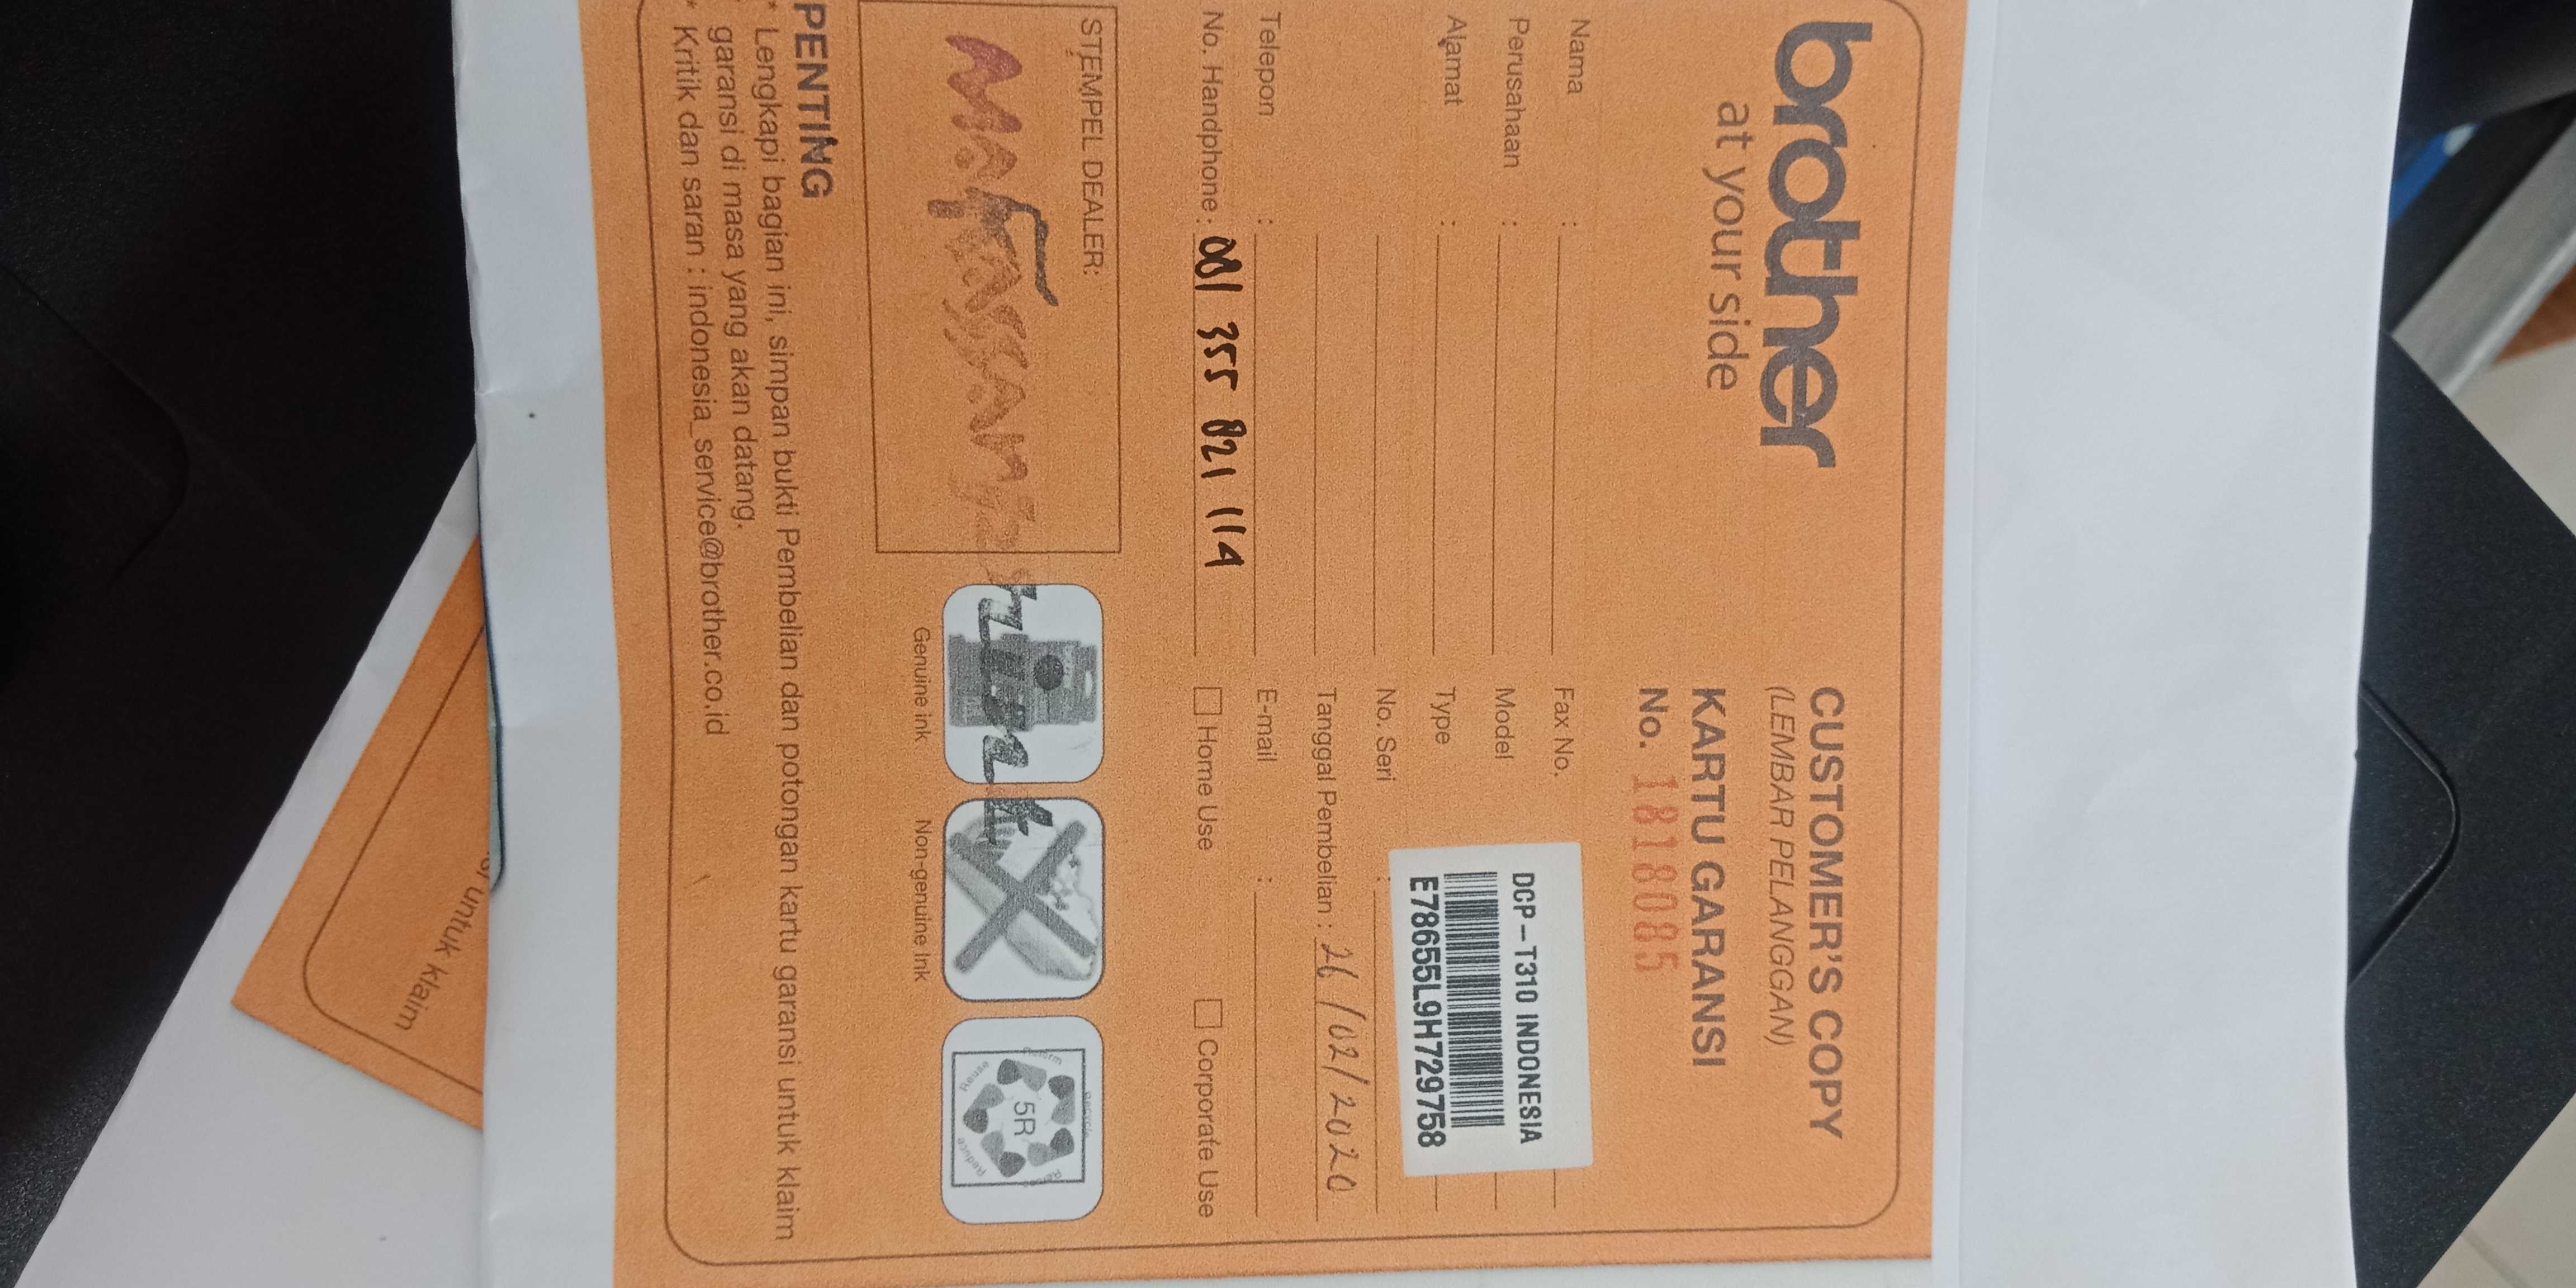 brother
at your side
CUSTOMER'S COPY
(LEMBAR PELANGGAN)
KARTU GARANSI
No. 1818085
Nama :
Perusahaan :
Alamat :
Telepon :
No. Handphone : 081 355 821 114
Fax No.
Model
Type
No. Seri :
DCP-T310 INDONESIA
E78655L9H729758
Tanggal Pembelian : 26/02/2020
E-mail :
Home Use
Corporate Use
STEMPEL DEALER:
Genuine ink
Non-genuine Ink
5R
Reuse
Reduce
PENTING
* Lengkapi bagian ini, simpan bukti Pembelian dan potongan kartu garansi untuk klaim
garansi di masa yang akan datang.
* Kritik dan saran : indonesia_service@brother.co.id
untuk klaim